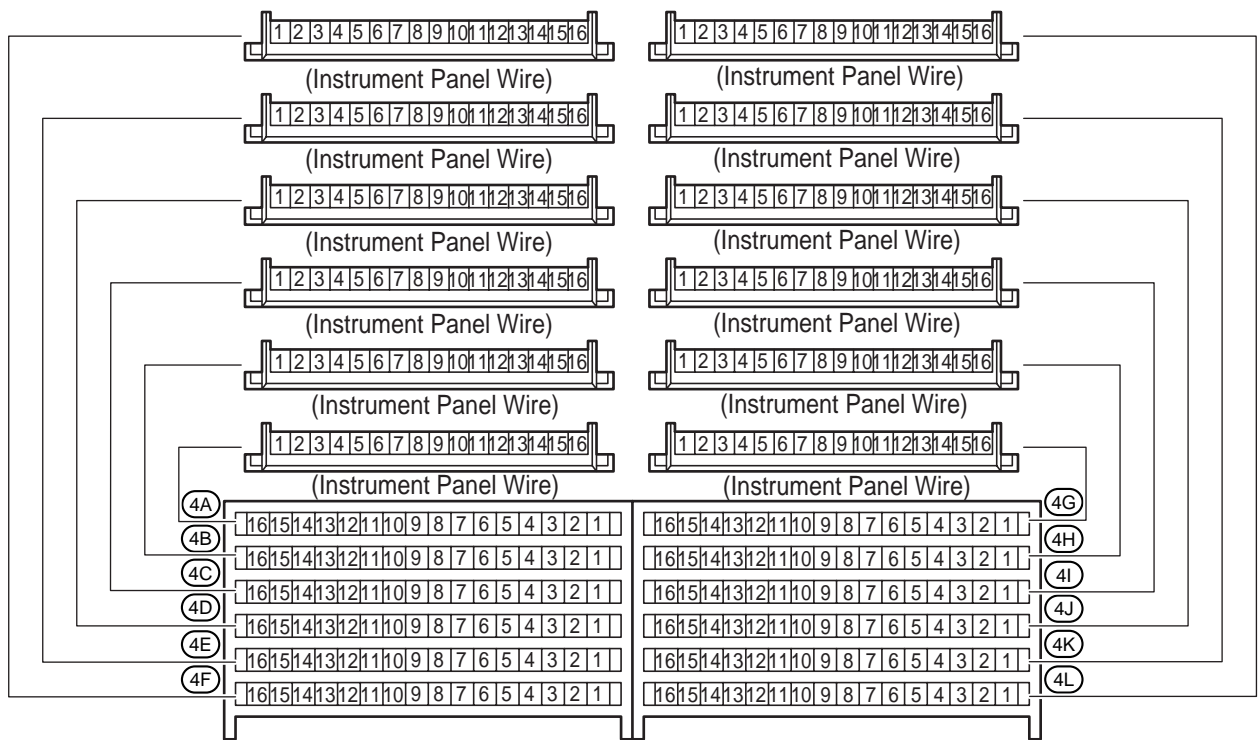 1 2 3 4 5 6 7 8 9 10 11 12 13 14 15 16 1 2 3 4 5 6 7 8 9 10 11 12 13 14 15 16
(Instrument Panel Wire) (Instrument Panel Wire)
1 2 3 4 5 6 7 8 9 10 11 12 13 14 15 16 1 2 3 4 5 6 7 8 9 10 11 12 13 14 15 16
(Instrument Panel Wire) (Instrument Panel Wire)
1 2 3 4 5 6 7 8 9 10 11 12 13 14 15 16 1 2 3 4 5 6 7 8 9 10 11 12 13 14 15 16
(Instrument Panel Wire) (Instrument Panel Wire)
1 2 3 4 5 6 7 8 9 10 11 12 13 14 15 16 1 2 3 4 5 6 7 8 9 10 11 12 13 14 15 16
(Instrument Panel Wire) (Instrument Panel Wire)
1 2 3 4 5 6 7 8 9 10 11 12 13 14 15 16 1 2 3 4 5 6 7 8 9 10 11 12 13 14 15 16
(Instrument Panel Wire) (Instrument Panel Wire)
1 2 3 4 5 6 7 8 9 10 11 12 13 14 15 16 1 2 3 4 5 6 7 8 9 10 11 12 13 14 15 16
(Instrument Panel Wire) (Instrument Panel Wire)
4A 4G
16 15 14 13 12 11 10 9 8 7 6 5 4 3 2 1 16 15 14 13 12 11 10 9 8 7 6 5 4 3 2 1
4B 4H
16 15 14 13 12 11 10 9 8 7 6 5 4 3 2 1 16 15 14 13 12 11 10 9 8 7 6 5 4 3 2 1
4C 4I
16 15 14 13 12 11 10 9 8 7 6 5 4 3 2 1 16 15 14 13 12 11 10 9 8 7 6 5 4 3 2 1
4D 4J
16 15 14 13 12 11 10 9 8 7 6 5 4 3 2 1 16 15 14 13 12 11 10 9 8 7 6 5 4 3 2 1
4E 4K
16 15 14 13 12 11 10 9 8 7 6 5 4 3 2 1 16 15 14 13 12 11 10 9 8 7 6 5 4 3 2 1
4F 4L
16 15 14 13 12 11 10 9 8 7 6 5 4 3 2 1 16 15 14 13 12 11 10 9 8 7 6 5 4 3 2 1